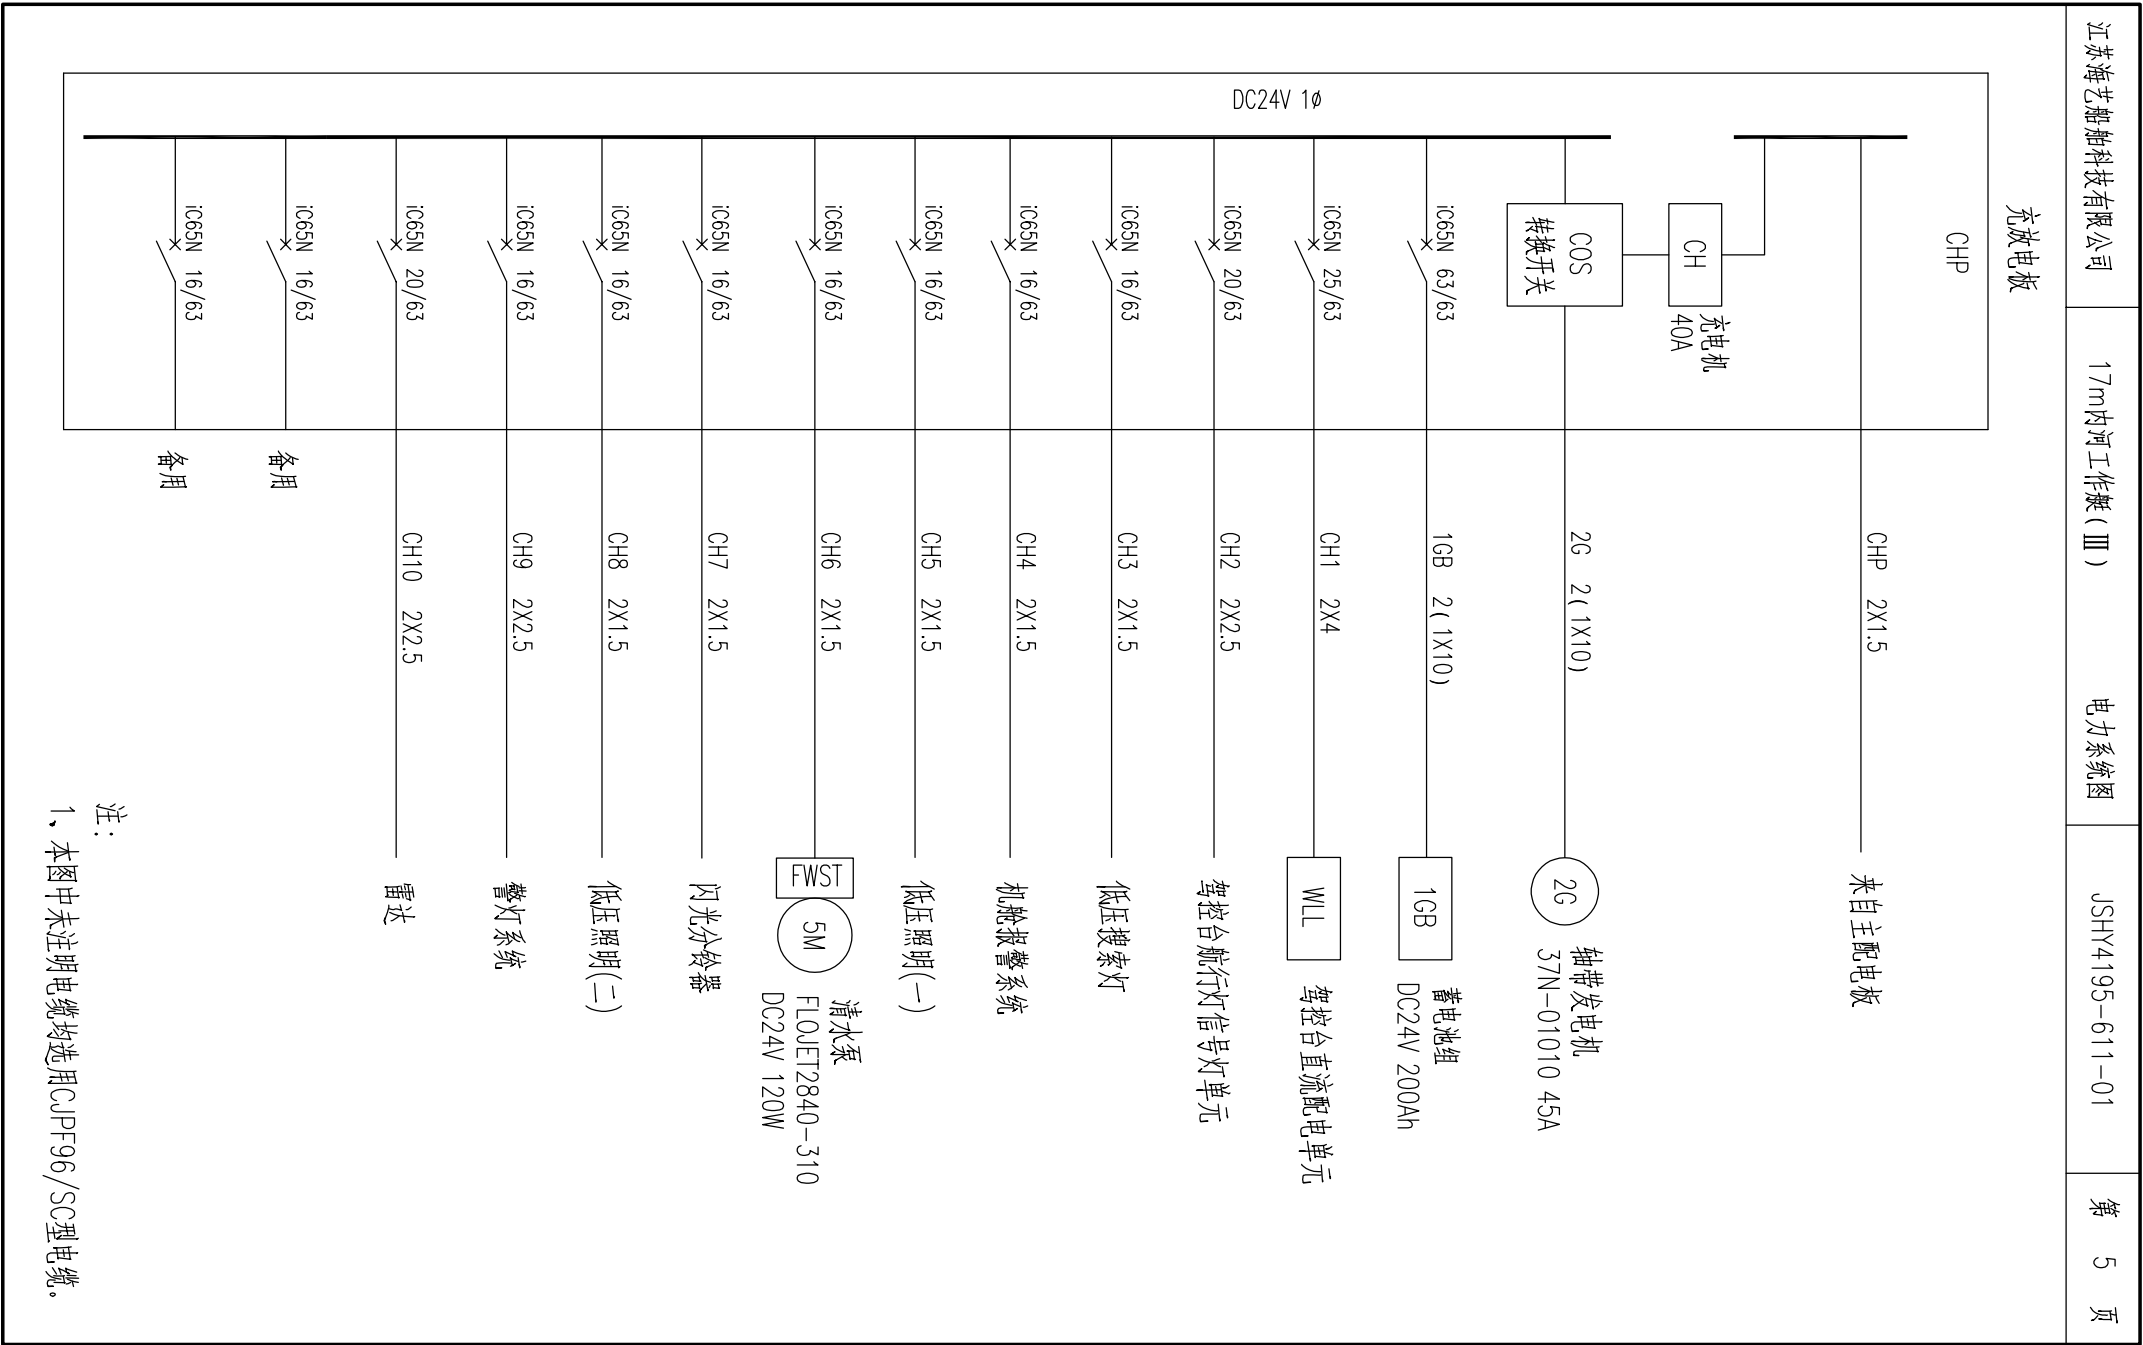 江苏海艺船舶科技有限公司
17m内河工作艇(Ⅲ)
电力系统图
JSHY4195-611-01
第 5 页
充放电板
CHP
DC24V 1ø
CHP 2X1.5
来自主配电板
CH
充电机
40A
COS
转换开关
2G 2(1X10)
2G
轴带发电机
37N-01010 45A
iC65N 63/63
1GB 2(1X10)
1GB
蓄电池组
DC24V 200Ah
iC65N 25/63
CH1 2X4
WLL
驾控台直流配电单元
iC65N 20/63
CH2 2X2.5
驾控台航行灯信号灯单元
iC65N 16/63
CH3 2X1.5
低压搜索灯
iC65N 16/63
CH4 2X1.5
机舱报警系统
iC65N 16/63
CH5 2X1.5
低压照明(一)
iC65N 16/63
CH6 2X1.5
FWST
5M
清水泵
FLOJET2840-310
DC24V 120W
iC65N 16/63
CH7 2X1.5
闪光分铃器
iC65N 16/63
CH8 2X1.5
低压照明(二)
iC65N 16/63
CH9 2X2.5
警灯系统
iC65N 20/63
CH10 2X2.5
雷达
iC65N 16/63
备用
iC65N 16/63
备用
注:
1、本图中未注明电缆均选用CJPF96/SC型电缆。